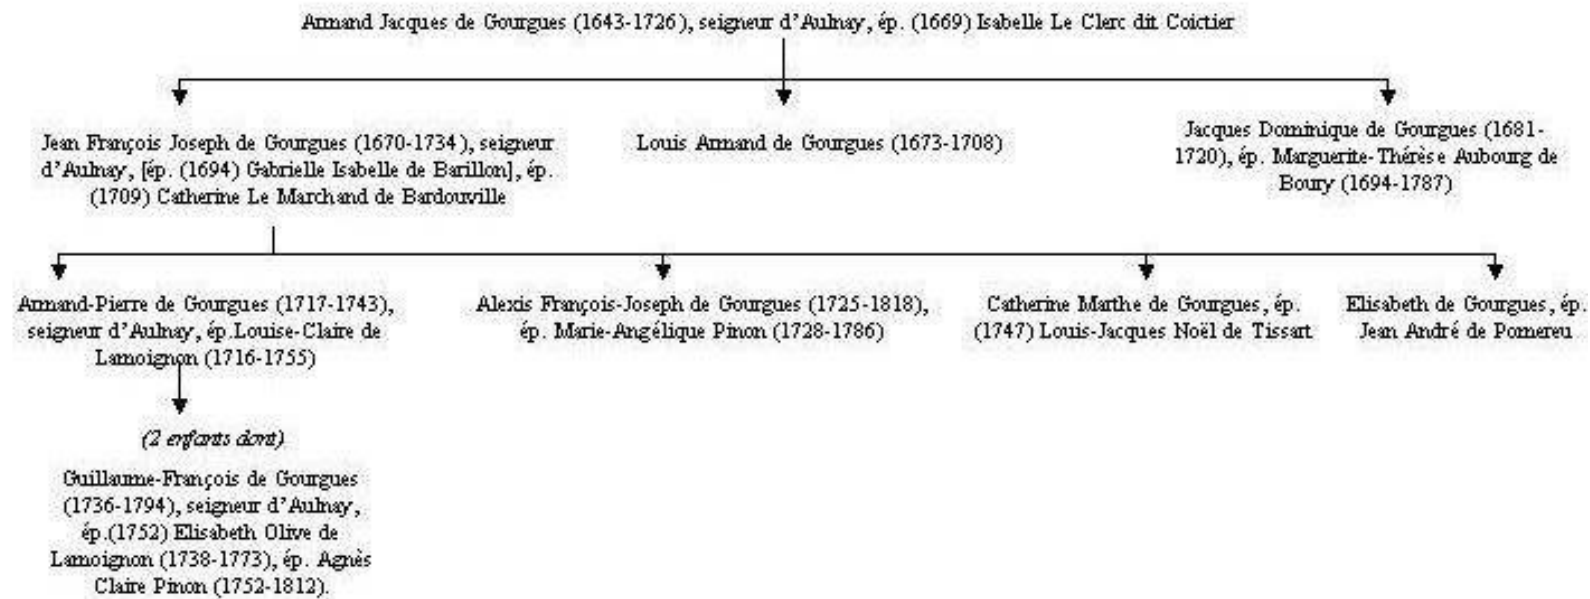 Armand Jacques de Gourgues (1643-1726), seigneur d'Aulnay, ép. (1669) Isabelle Le Clerc dit Coictier
Jean François Joseph de Gourgues (1670-1734), seigneur
d'Aulnay, [ép. (1694) Gabrielle Isabelle de Barillon], ép.
(1709) Catherine Le Marchand de Bardouville
Louis Armand de Gourgues (1673-1708)
Jacques Dominique de Gourgues (1681-
1720), ép. Marguerite-Thérèse Aubourg de
Boury (1694-1787)
Armand-Pierre de Gourgues (1717-1743),
seigneur d'Aulnay, ép.Louise-Claire de
Lamoignon (1716-1755)
Alexis François-Joseph de Gourgues (1725-1818),
ép. Marie-Angélique Pinon (1728-1786)
Catherine Marthe de Gourgues, ép.
(1747) Louis-Jacques Noël de Tissart
Elisabeth de Gourgues, ép.
Jean André de Pomereu
(2 enfants dont)
Guillaume-François de Gourgues
(1736-1794), seigneur d'Aulnay,
ép.(1752) Elisabeth Olive de
Lamoignon (1738-1773), ép. Agnès
Claire Pinon (1752-1812).